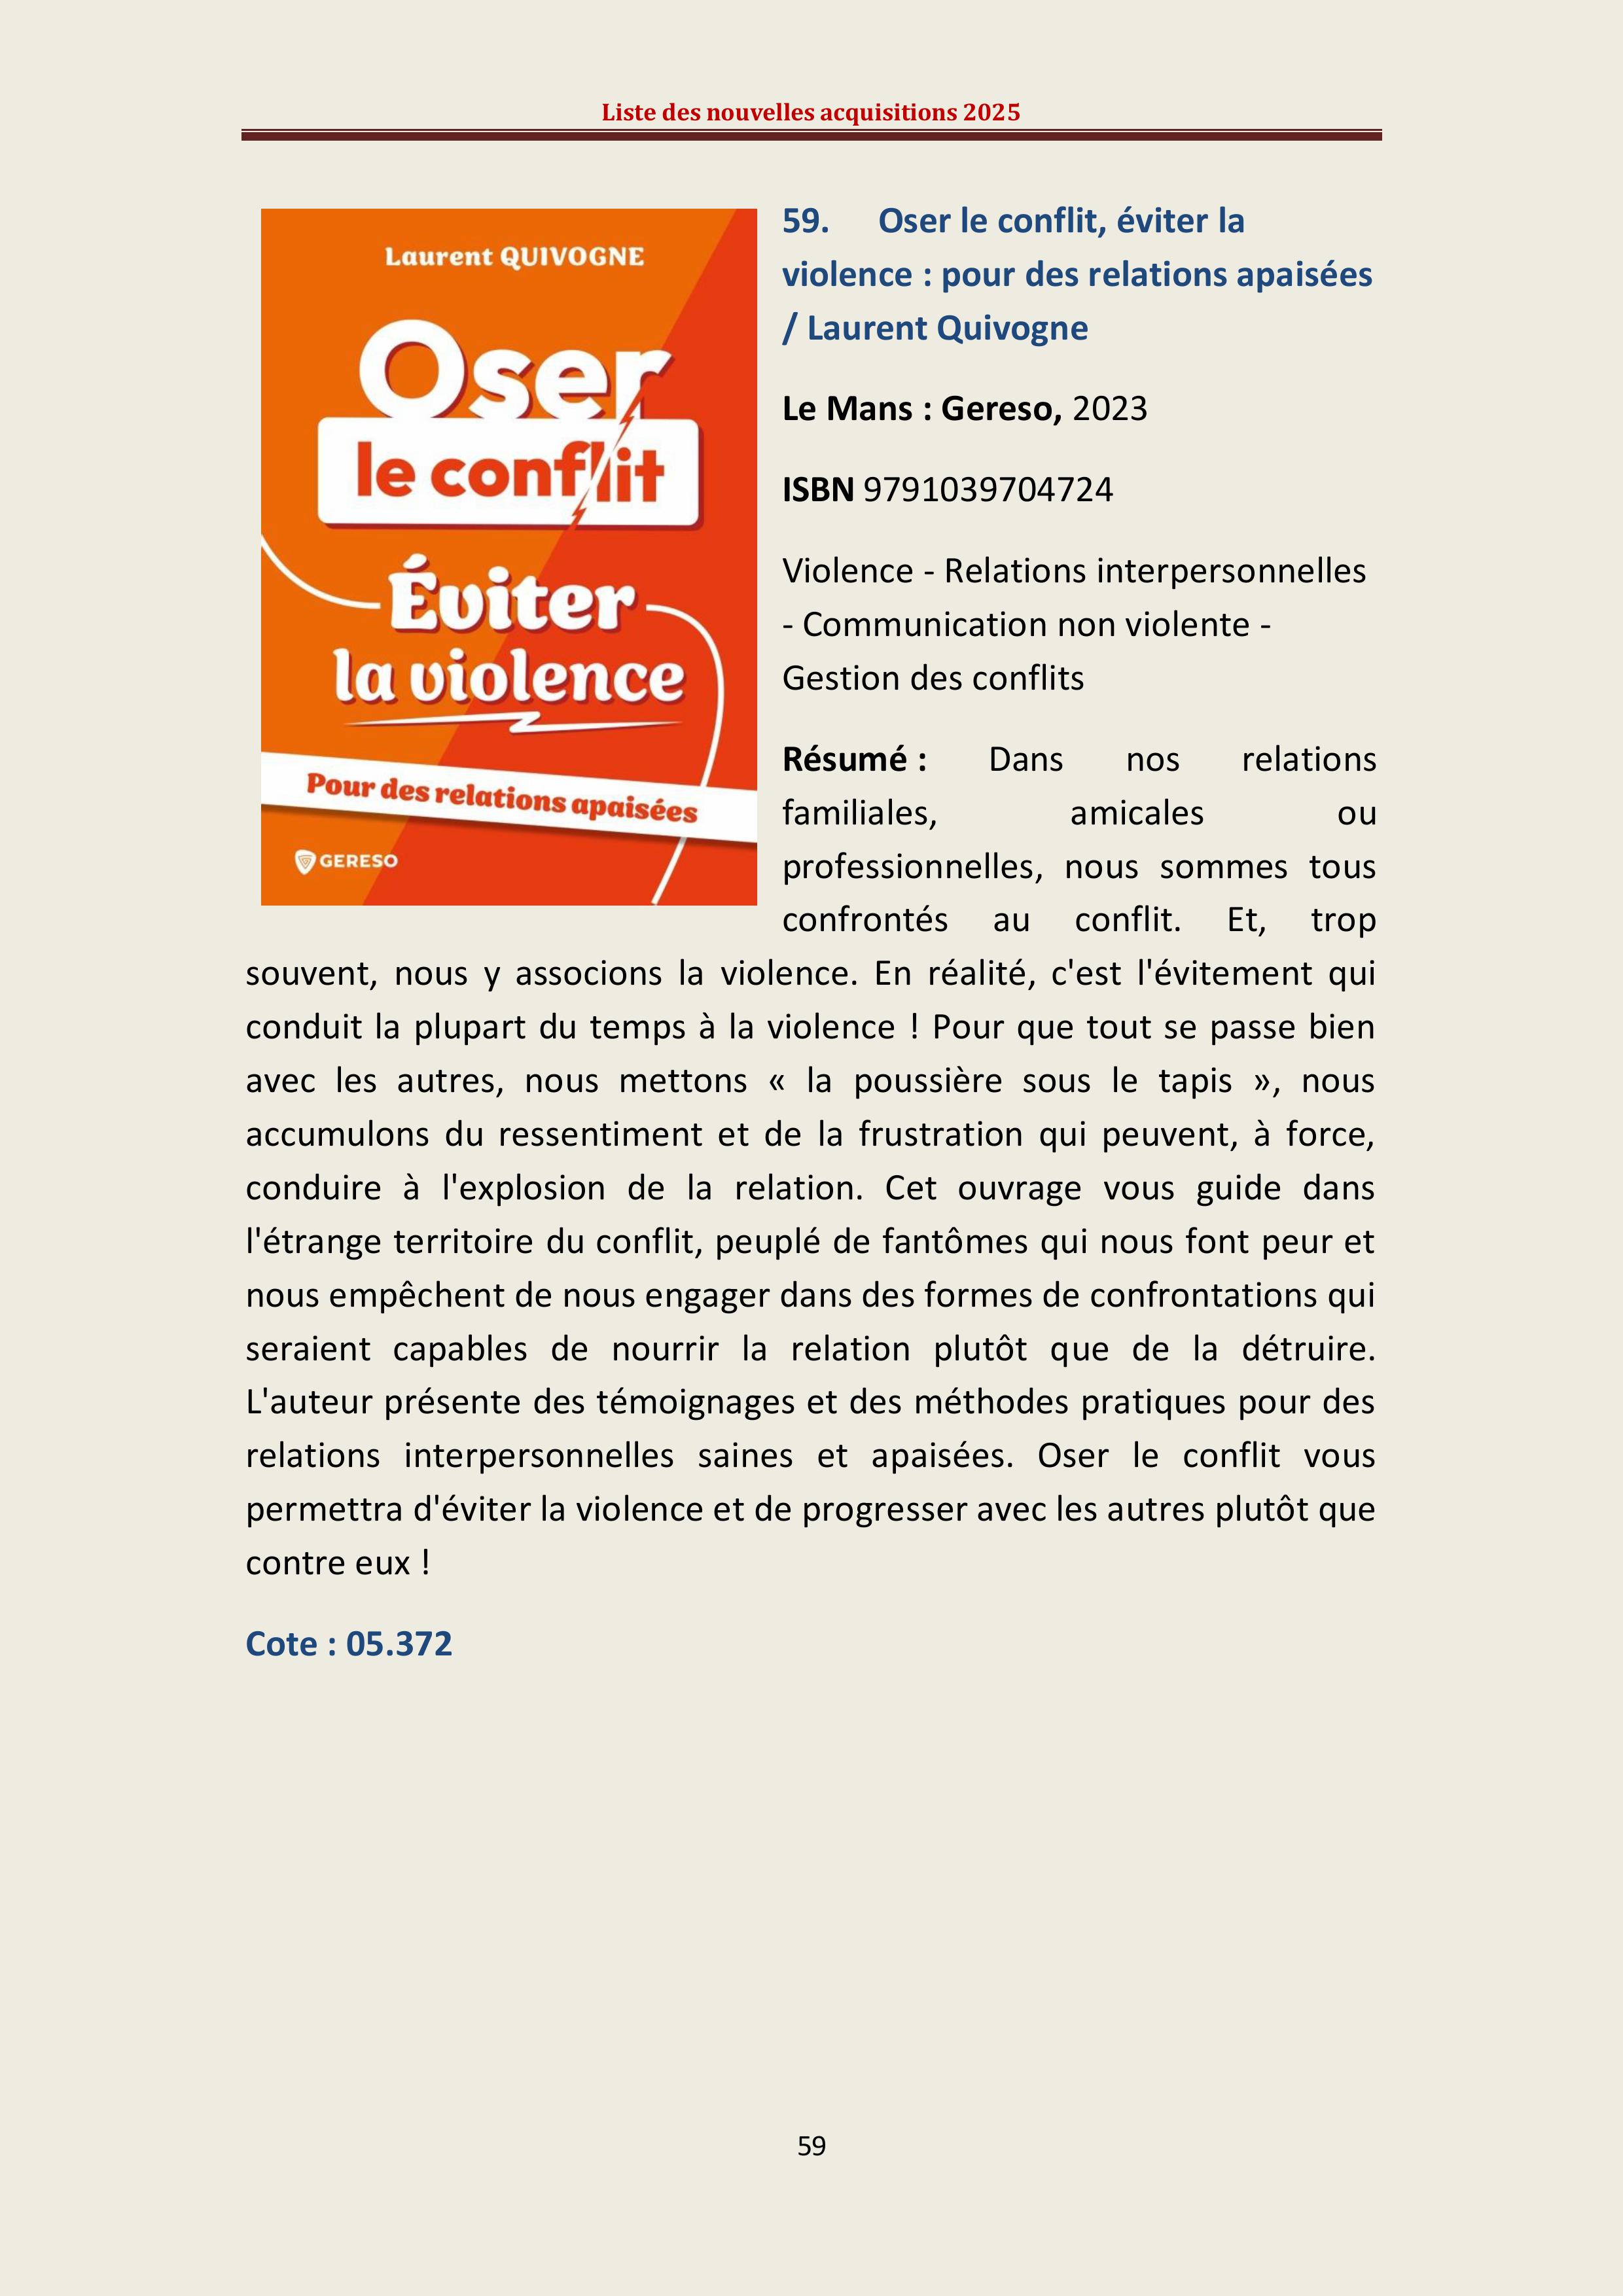 Liste des nouvelles acquisitions 2025
Laurent QUIVOGNE
Oser
le conflit
Éviter
la violence
Pour des relations apaisées
GERESO
59. Oser le conflit, éviter la
violence : pour des relations apaisées
/ Laurent Quivogne
Le Mans : Gereso, 2023
ISBN 9791039704724
Violence - Relations interpersonnelles
- Communication non violente -
Gestion des conflits
Résumé : Dans nos relations
familiales, amicales ou
professionnelles, nous sommes tous
confrontés au conflit. Et, trop
souvent, nous y associons la violence. En réalité, c'est l'évitement qui
conduit la plupart du temps à la violence ! Pour que tout se passe bien
avec les autres, nous mettons « la poussière sous le tapis », nous
accumulons du ressentiment et de la frustration qui peuvent, à force,
conduire à l'explosion de la relation. Cet ouvrage vous guide dans
l'étrange territoire du conflit, peuplé de fantômes qui nous font peur et
nous empêchent de nous engager dans des formes de confrontations qui
seraient capables de nourrir la relation plutôt que de la détruire.
L'auteur présente des témoignages et des méthodes pratiques pour des
relations interpersonnelles saines et apaisées. Oser le conflit vous
permettra d'éviter la violence et de progresser avec les autres plutôt que
contre eux !
Cote : 05.372
59